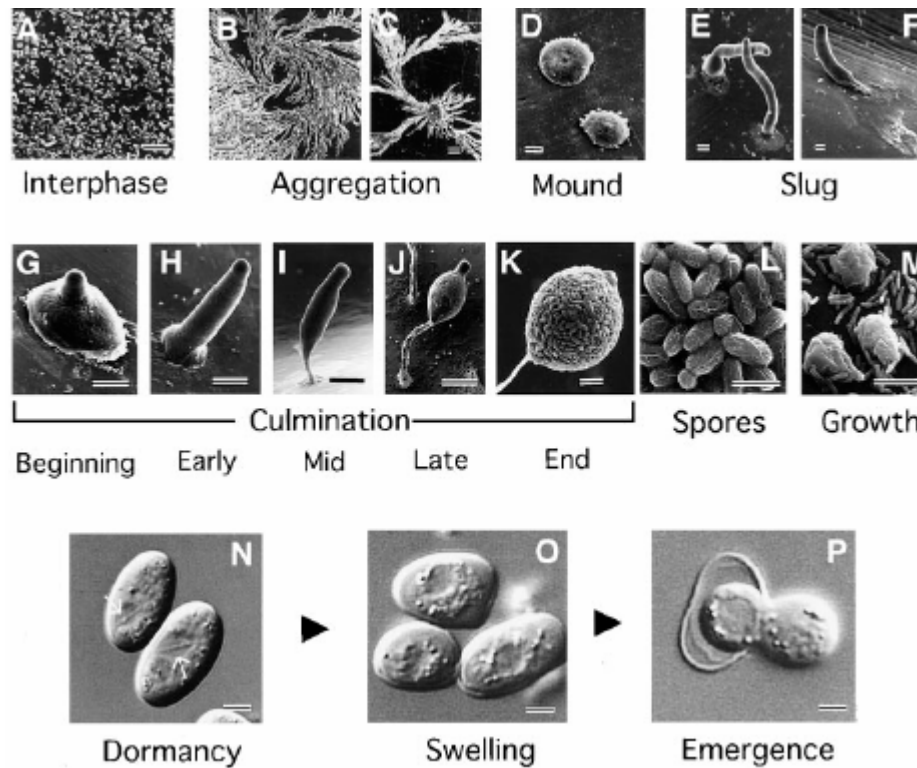 A B C D E F
Interphase Aggregation Mound Slug
G H I J K L M
Culmination Spores Growth
Beginning Early Mid Late End
N O P
Dormancy Swelling Emergence